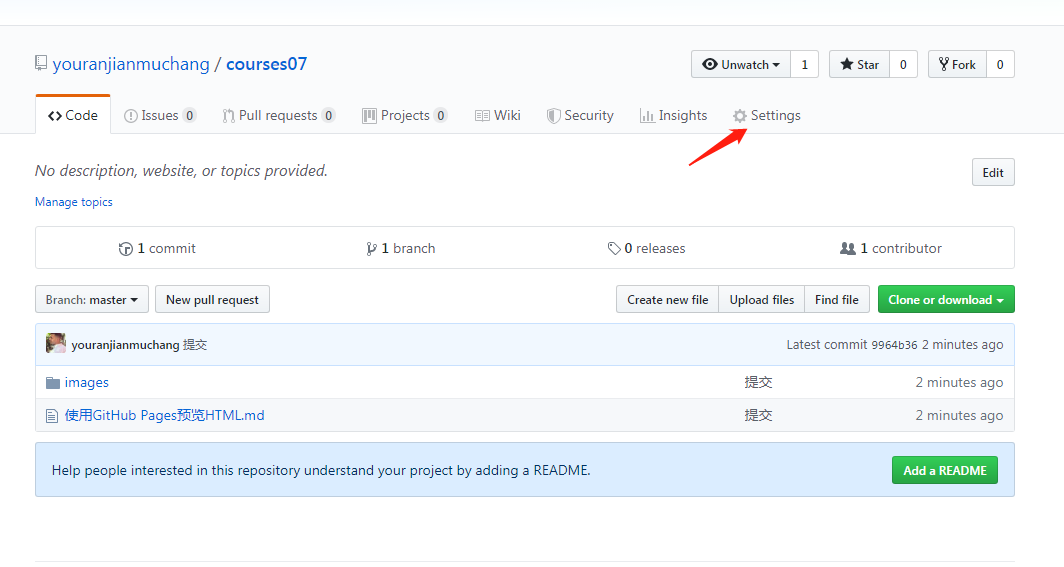 youranjianmuchang / courses07
Unwatch 1 Star 0 Fork 0
Code Issues 0 Pull requests 0 Projects 0 Wiki Security Insights Settings
No description, website, or topics provided.
Edit
Manage topics
1 commit 1 branch 0 releases 1 contributor
Branch: master New pull request Create new file Upload files Find file Clone or download
youranjianmuchang 提交 Latest commit 9964b36 2 minutes ago
images 提交 2 minutes ago
使用GitHub Pages预览HTML.md 提交 2 minutes ago
Help people interested in this repository understand your project by adding a README. Add a README